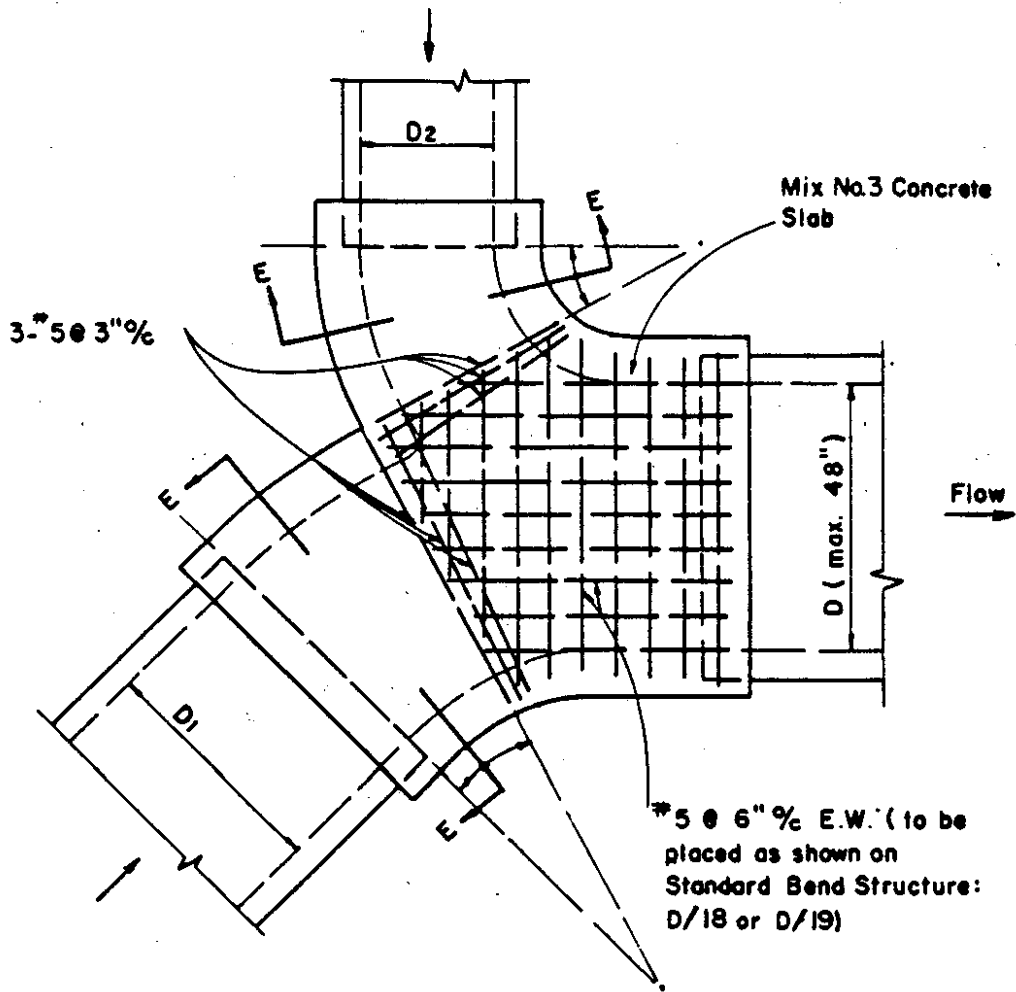 D2
Mix No.3 Concrete
Slab
E
E
3-#5@ 3" o/c
D (max. 48")
Flow
E
D1
E
#5 @ 6" o/c E.W. (to be
placed as shown on
Standard Bend Structure:
D/18 or D/19)